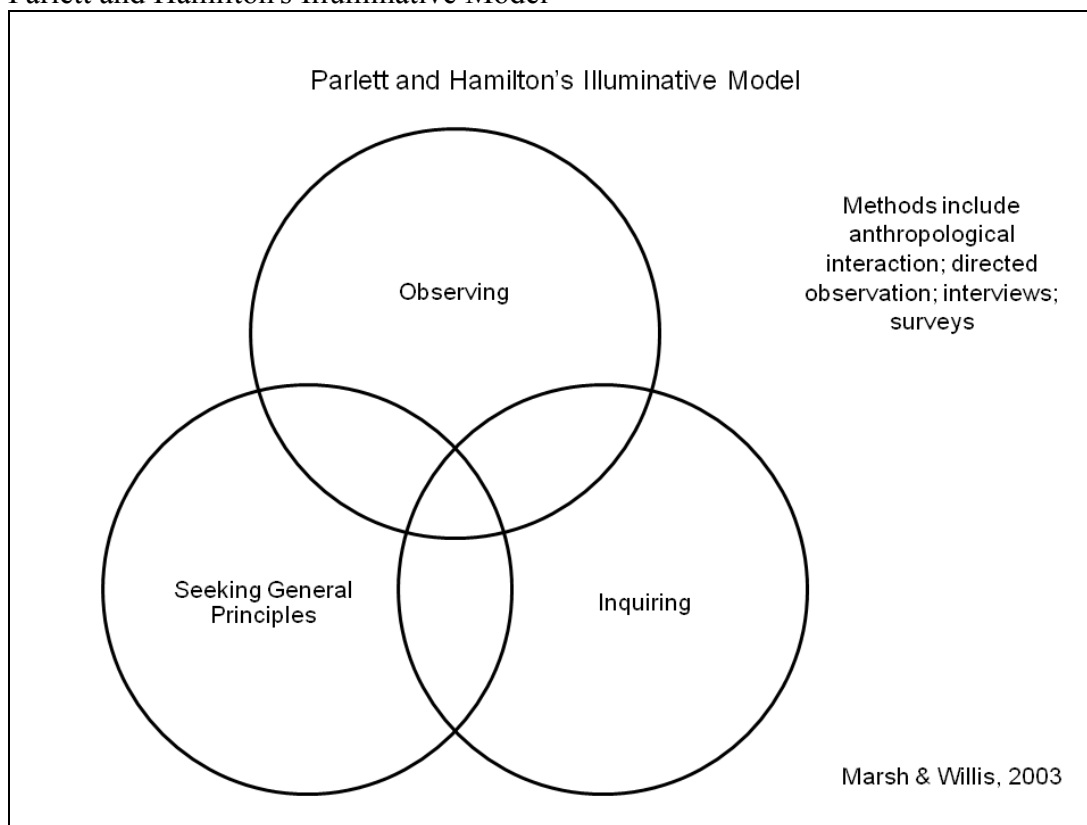 Parlett and Hamilton's Illuminative Model
Parlett and Hamilton's Illuminative Model
Methods include
anthropological
interaction; directed
observation; interviews;
surveys
Observing
Seeking General
Principles
Inquiring
Marsh & Willis, 2003